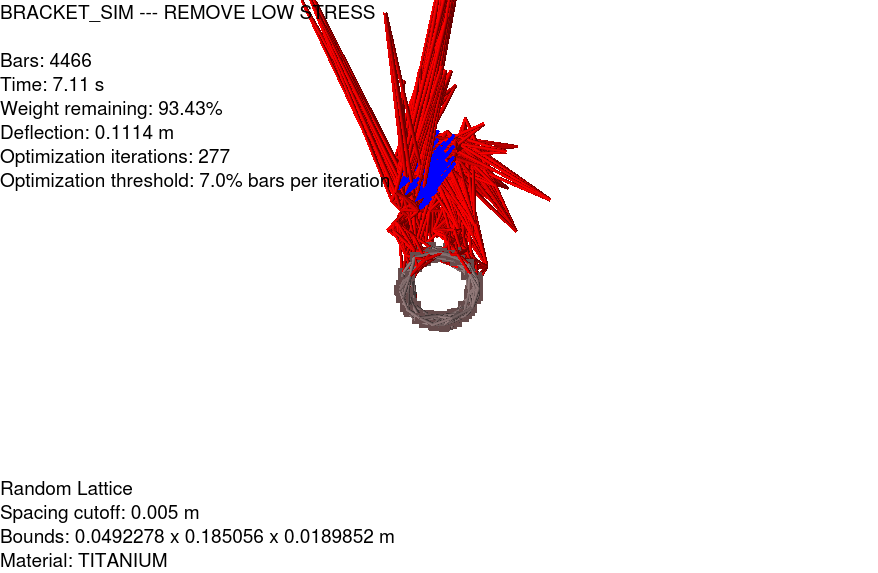 BRACKET_SIM --- REMOVE LOW STRESS
Bars: 4466
Time: 7.11 s
Weight remaining: 93.43%
Deflection: 0.1114 m
Optimization iterations: 277
Optimization threshold: 7.0% bars per iteration
Random Lattice
Spacing cutoff: 0.005 m
Bounds: 0.0492278 x 0.185056 x 0.0189852 m
Material: TITANIUM